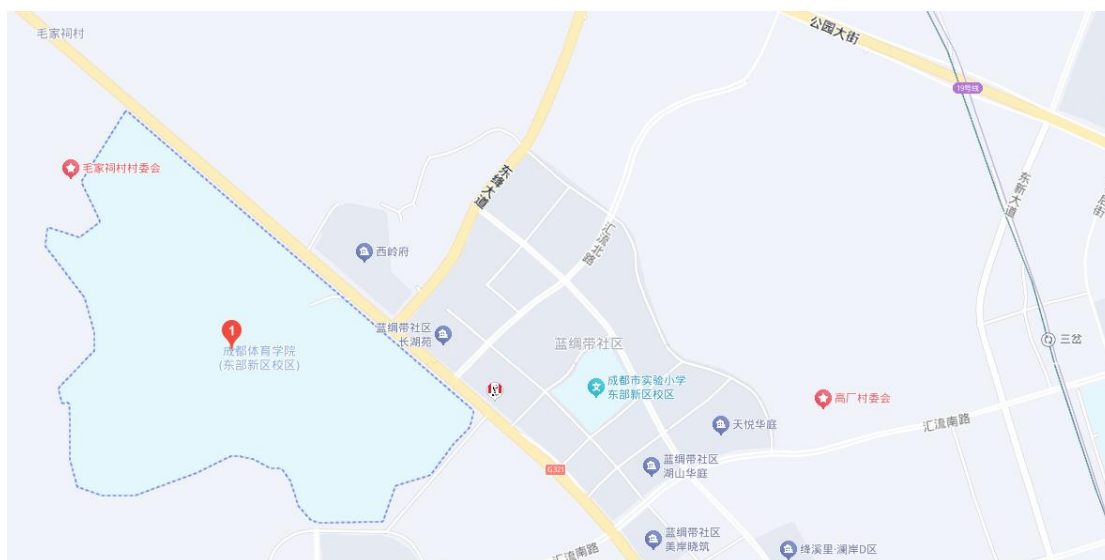 毛家祠村
公园大街
19号线
毛家祠村村委会
东绛大道
东新大道
汇流北路
西岭府
蓝绸带社区
长湖苑
1
成都体育学院
(东部新区校区)
蓝绸带社区
三岔
成都市实验小学
东部新区校区
高厂村委会
天悦华庭
汇流南路
蓝绸带社区
湖山华庭
G321
蓝绸带社区
美岸晓筑
汇流南路
绛溪里·澜岸D区